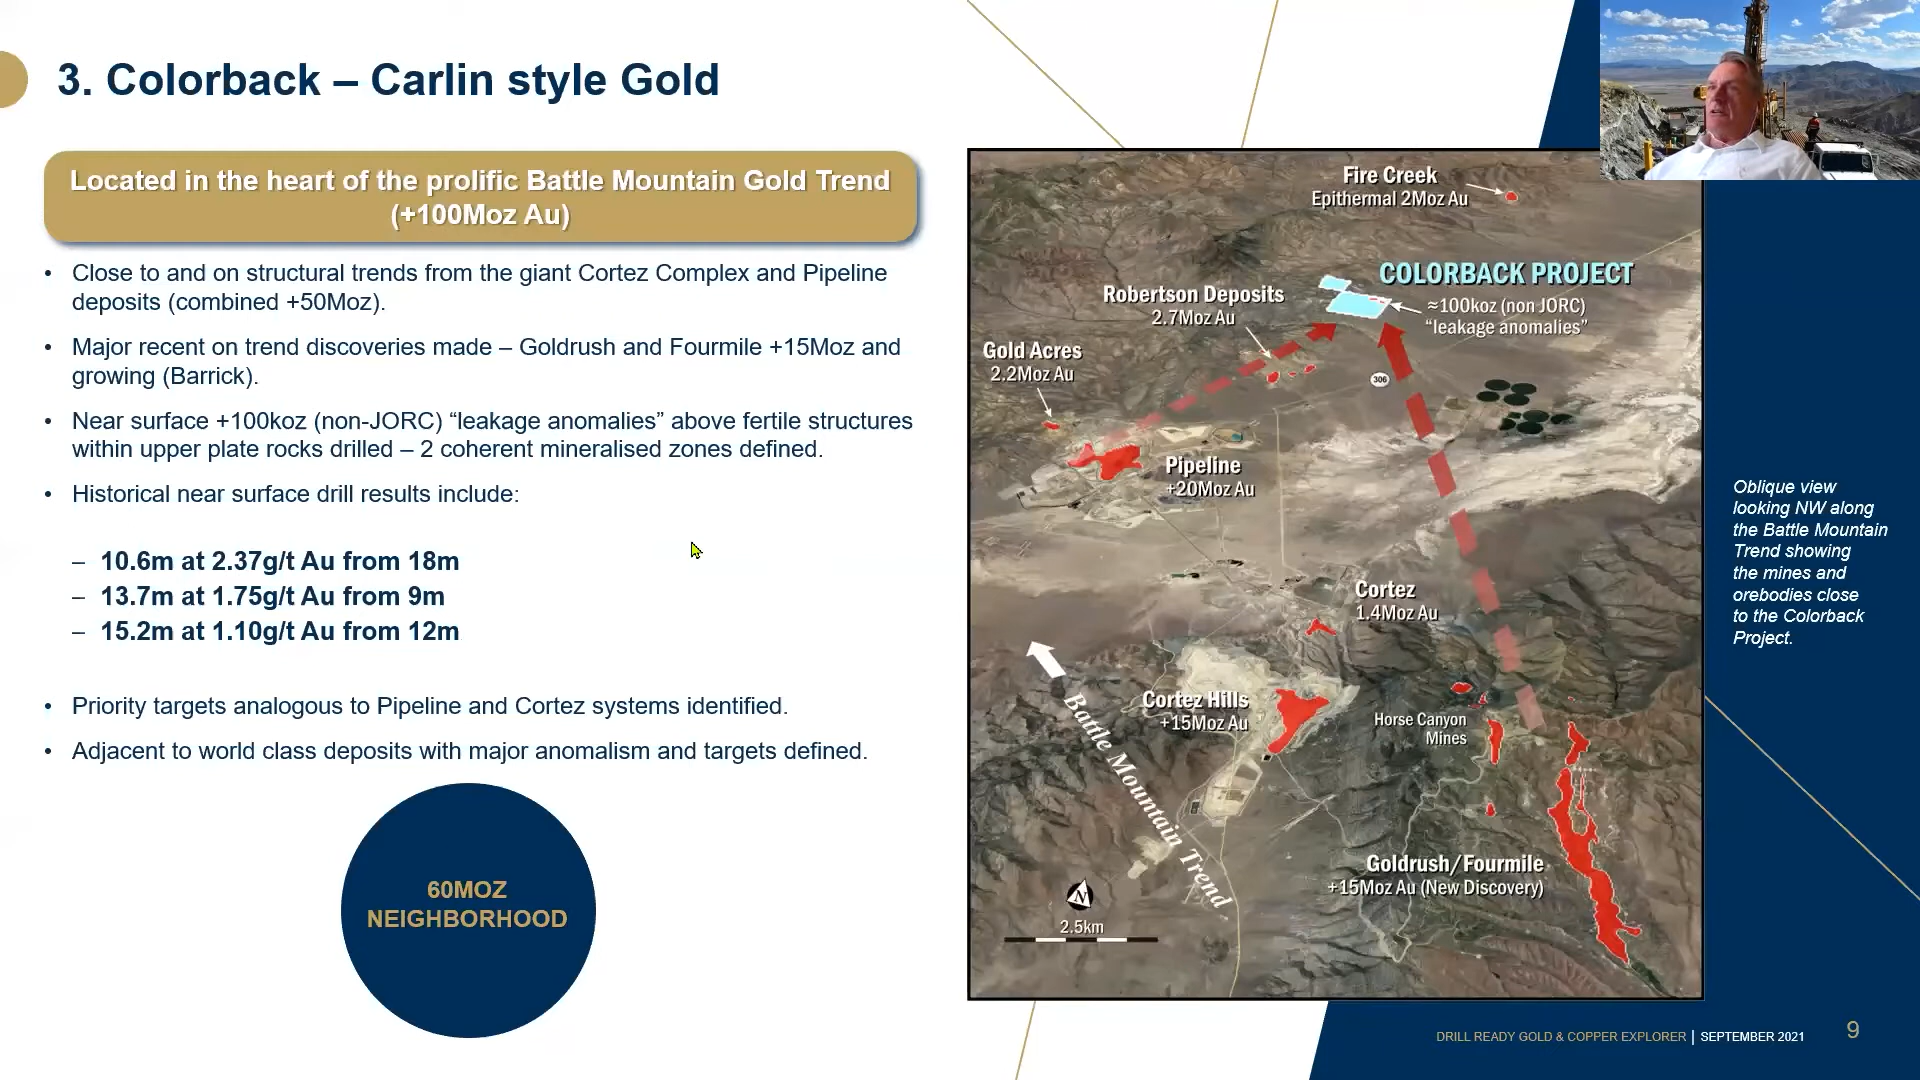 3. Colorback – Carlin style Gold
Located in the heart of the prolific Battle Mountain Gold Trend
(+100Moz Au)
• Close to and on structural trends from the giant Cortez Complex and Pipeline
deposits (combined +50Moz).
• Major recent on trend discoveries made – Goldrush and Fourmile +15Moz and
growing (Barrick).
• Near surface +100koz (non-JORC) “leakage anomalies” above fertile structures
within upper plate rocks drilled – 2 coherent mineralised zones defined.
• Historical near surface drill results include:
– 10.6m at 2.37g/t Au from 18m
– 13.7m at 1.75g/t Au from 9m
– 15.2m at 1.10g/t Au from 12m
• Priority targets analogous to Pipeline and Cortez systems identified.
• Adjacent to world class deposits with major anomalism and targets defined.
60MOZ
NEIGHBORHOOD
Fire Creek
Epithermal 2Moz Au
COLORBACK PROJECT
≈100koz (non JORC)
“leakage anomalies”
Robertson Deposits
2.7Moz Au
Gold Acres
2.2Moz Au
306
Pipeline
+20Moz Au
Cortez
1.4Moz Au
Cortez Hills
+15Moz Au
Horse Canyon
Mines
Battle Mountain Trend
Goldrush/Fourmile
+15Moz Au (New Discovery)
N
2.5km
Oblique view
looking NW along
the Battle Mountain
Trend showing
the mines and
orebodies close
to the Colorback
Project.
DRILL READY GOLD & COPPER EXPLORER | SEPTEMBER 2021
9